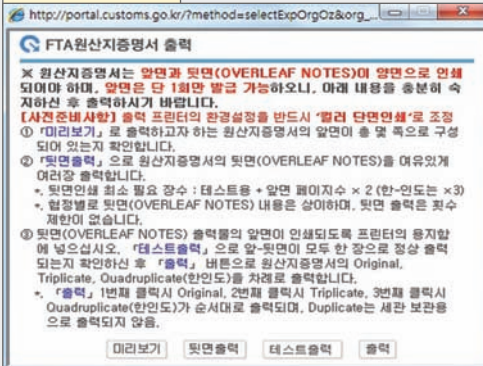 http://portal.customs.go.kr/?method=selectExpOrgOz&org_...
FTA원산지증명서 출력
※ 원산지증명서는 앞면과 뒷면(OVERLEAF NOTES)이 양면으로 인쇄
되어야 하며, 앞면은 단 1회만 발급 가능하오니, 아래 내용을 충분히 숙
지하신 후 출력하시기 바랍니다.
[사전준비사항] 출력 프린터의 환경설정을 반드시 '컬러 단면인쇄'로 조정
① 「미리보기」로 출력하고자 하는 원산지증명서의 앞면이 총 몇 쪽으로 구성
되어 있는지 확인합니다.
② 「뒷면출력」으로 원산지증명서의 뒷면(OVERLEAF NOTES)을 여유있게
여러장 출력합니다.
*. 뒷면인쇄 최소 필요 장수 : 테스트용 + 앞면 페이지수 × 2 (한-인도는 ×3)
*. 협정별로 뒷면(OVERLEAF NOTES) 내용은 상이하며, 뒷면 출력은 횟수
제한이 없습니다.
③ 뒷면(OVERLEAF NOTES) 출력물의 앞면이 인쇄되도록 프린터의 용지함
에 넣으십시오. 「테스트출력」으로 앞-뒷면이 모두 한 장으로 정상 출력
되는지 확인하신 후 「출력」 버튼으로 원산지증명서의 Original,
Triplicate, Quadruplicate(한인도)을 차례로 출력합니다.
*. 「출력」 1번째 클릭시 Original, 2번째 클릭시 Triplicate, 3번째 클릭시
Quadruplicate(한인도)가 순서대로 출력되며, Duplicate는 세관 보관용
으로 출력되지 않음.
미리보기 뒷면출력 테스트출력 출력